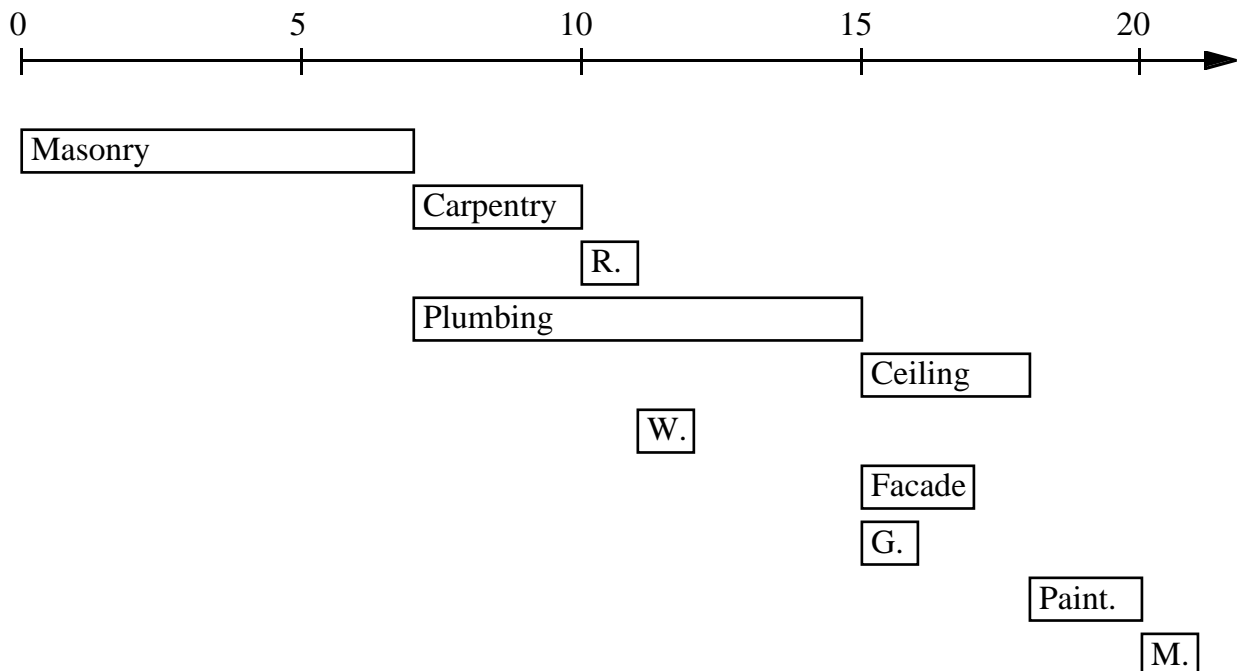 0 5 10 15 20
Masonry
Carpentry
R.
Plumbing
Ceiling
W.
Facade
G.
Paint.
M.